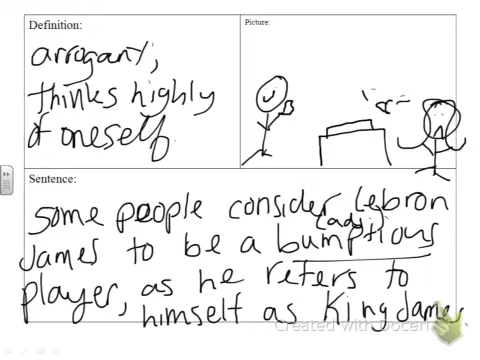 Definition:
arrogant;
thinks highly
of oneself.
Picture:
Sentence:
some people consider Lebron
(adj)
James to be a bumptious
player, as he refers to
himself as King James.
Created with Doceri